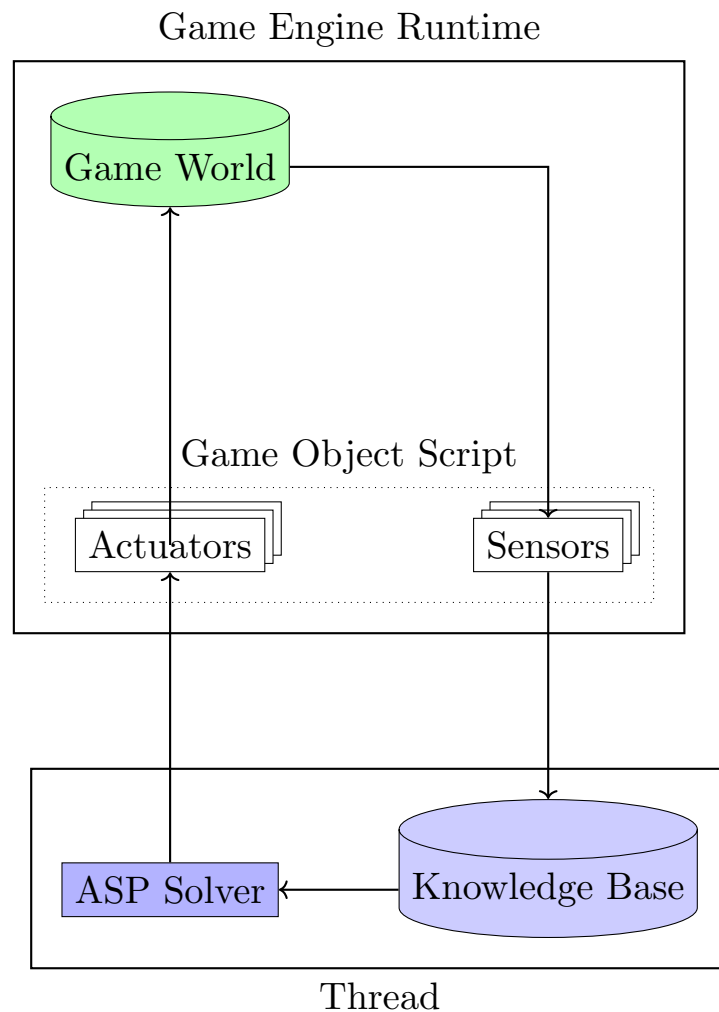 Game Engine Runtime
Game World
Game Object Script
Actuators
Sensors
ASP Solver
Knowledge Base
Thread